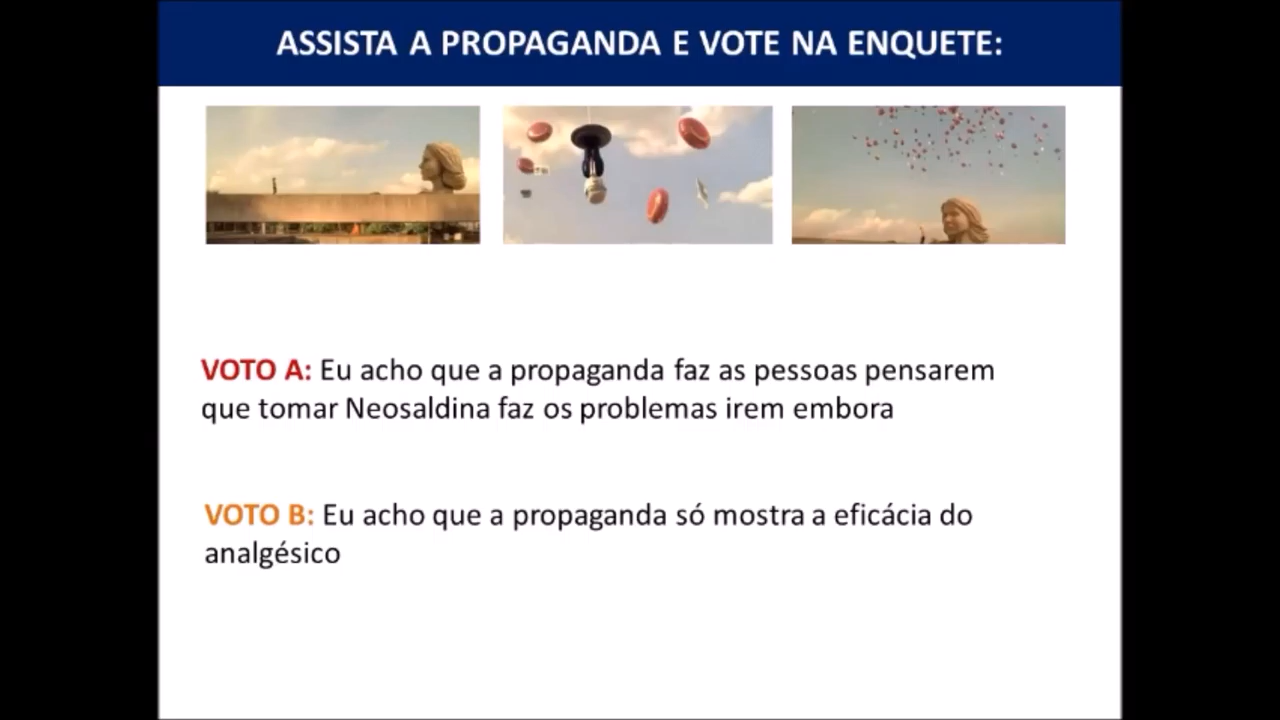 ASSISTA A PROPAGANDA E VOTE NA ENQUETE:
VOTO A: Eu acho que a propaganda faz as pessoas pensarem
que tomar Neosaldina faz os problemas irem embora
VOTO B: Eu acho que a propaganda só mostra a eficácia do
analgésico